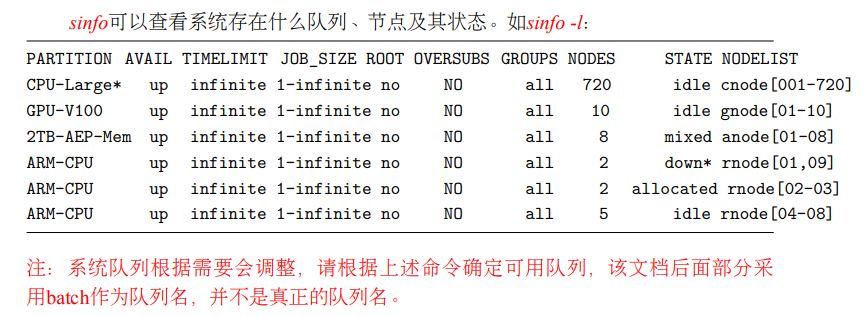 sinfo可以查看系统存在什么队列、节点及其状态。如sinfo -l：
PARTITION AVAIL TIMELIMIT JOB_SIZE ROOT OVERSUBS GROUPS NODES STATE NODELIST
CPU-Large* up infinite 1-infinite no NO all 720 idle cnode[001-720]
GPU-V100 up infinite 1-infinite no NO all 10 idle gnode[01-10]
2TB-AEP-Mem up infinite 1-infinite no NO all 8 mixed anode[01-08]
ARM-CPU up infinite 1-infinite no NO all 2 down* rnode[01,09]
ARM-CPU up infinite 1-infinite no NO all 2 allocated rnode[02-03]
ARM-CPU up infinite 1-infinite no NO all 5 idle rnode[04-08]
注：系统队列根据需要会调整，请根据上述命令确定可用队列，该文档后面部分采
用batch作为队列名，并不是真正的队列名。